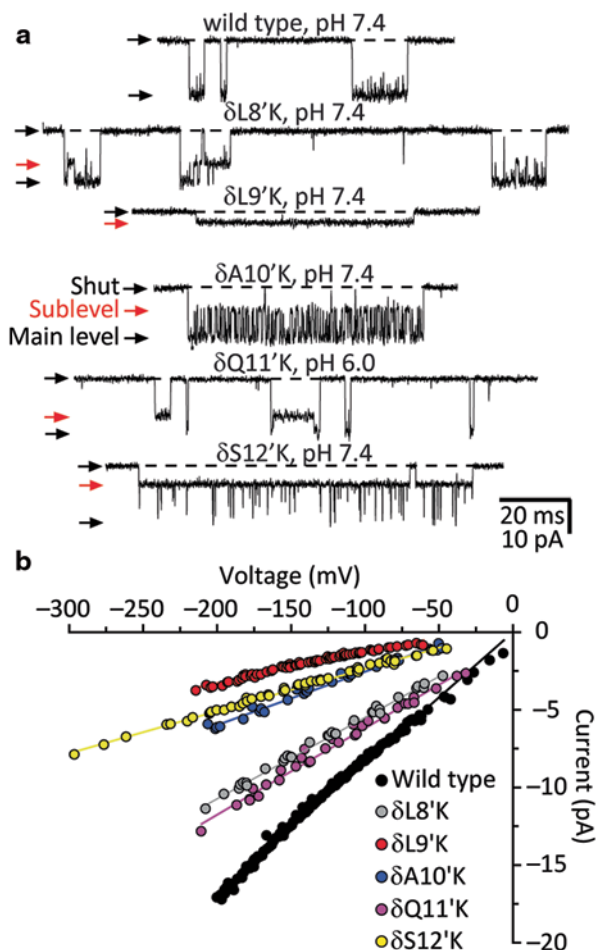 a
wild type, pH 7.4
δL8'K, pH 7.4
δL9'K, pH 7.4
δA10'K, pH 7.4
Shut
Sublevel
Main level
δQ11'K, pH 6.0
δS12'K, pH 7.4
20 ms
10 pA
b
Voltage (mV)
−300 −250 −200 −150 −100 −50 0
0
−5
−10
−15
−20
Current (pA)
Wild type
δL8'K
δL9'K
δA10'K
δQ11'K
δS12'K